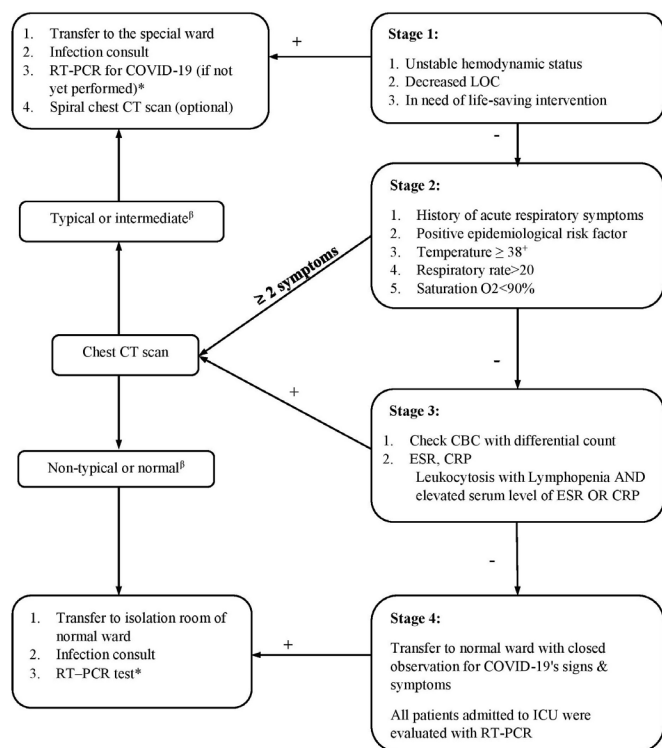 1. Transfer to the special ward
2. Infection consult
3. RT-PCR for COVID-19 (if not
yet performed)*
4. Spiral chest CT scan (optional)
+
Stage 1:
1. Unstable hemodynamic status
2. Decreased LOC
3. In need of life-saving intervention
-
Typical or intermediateᵝ
Stage 2:
1. History of acute respiratory symptoms
2. Positive epidemiological risk factor
3. Temperature ≥ 38⁺
4. Respiratory rate>20
5. Saturation O2<90%
≥ 2 symptoms
Chest CT scan
-
+
Stage 3:
1. Check CBC with differential count
2. ESR, CRP
Leukocytosis with Lymphopenia AND
elevated serum level of ESR OR CRP
Non-typical or normalᵝ
-
1. Transfer to isolation room of
normal ward
2. Infection consult
3. RT–PCR test*
+
Stage 4:
Transfer to normal ward with closed
observation for COVID-19's signs &
symptoms
All patients admitted to ICU were
evaluated with RT-PCR